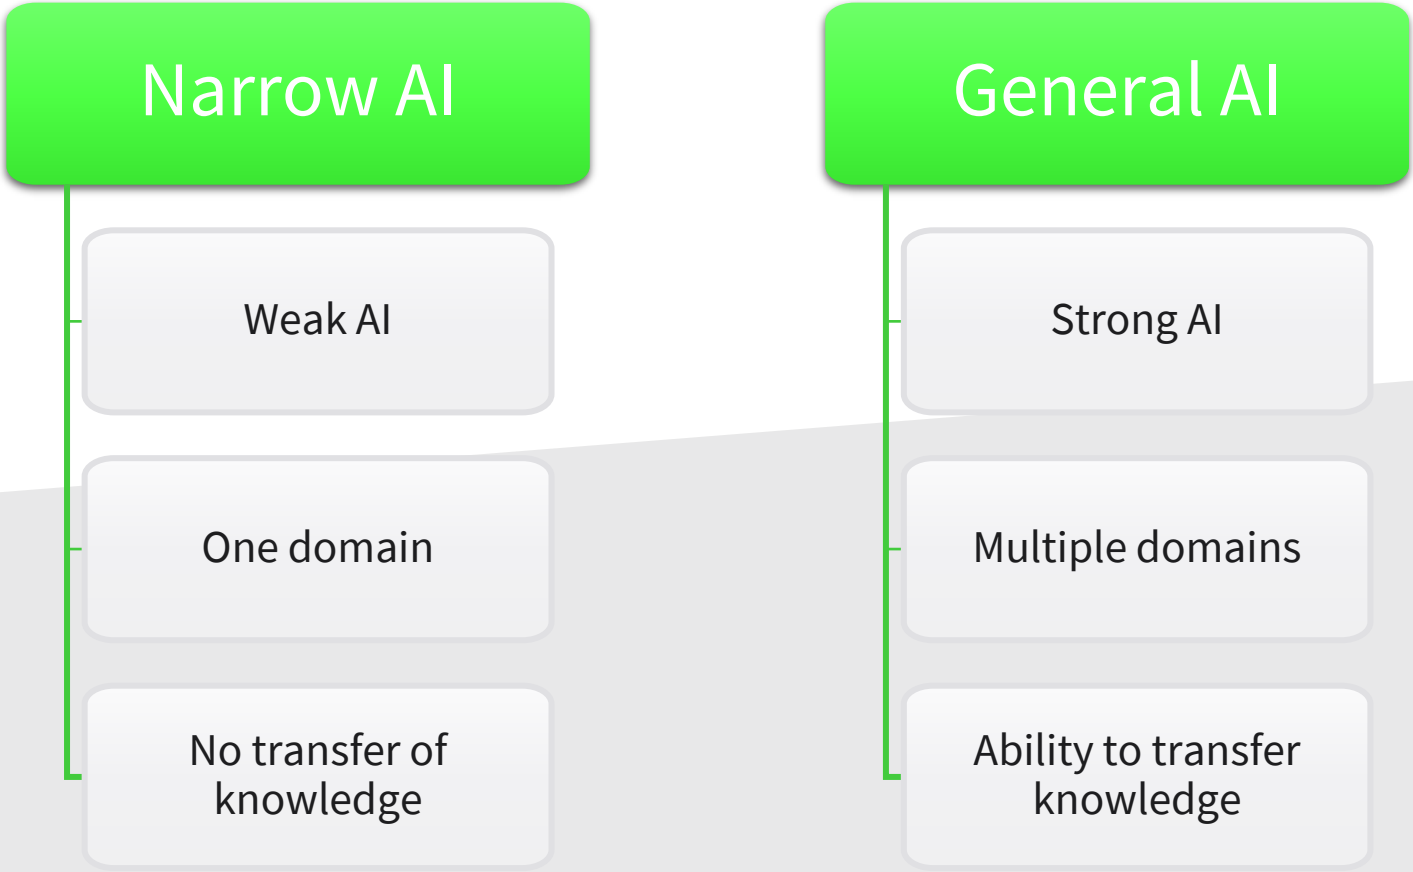 Narrow AI
Weak AI
One domain
No transfer of
knowledge
General AI
Strong AI
Multiple domains
Ability to transfer
knowledge